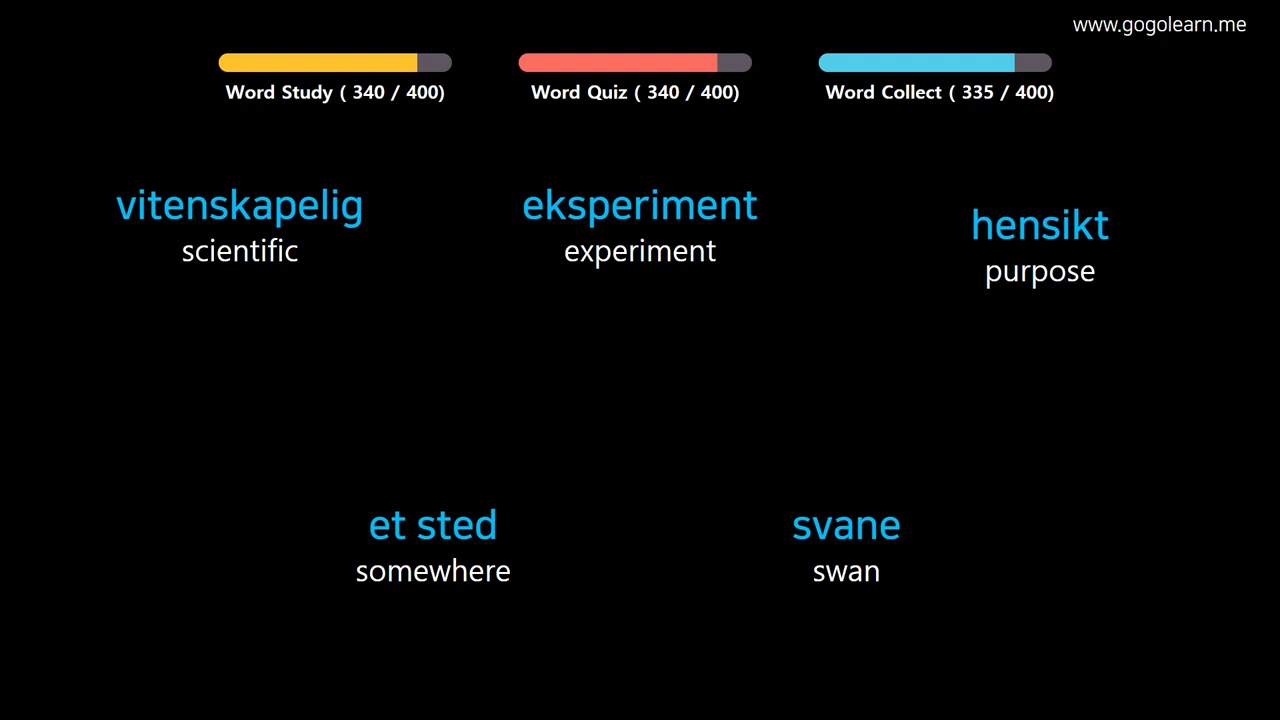 www.gogolearn.me
Word Study ( 340 / 400)
Word Quiz ( 340 / 400)
Word Collect ( 335 / 400)
vitenskapelig
scientific
eksperiment
experiment
hensikt
purpose
et sted
somewhere
svane
swan